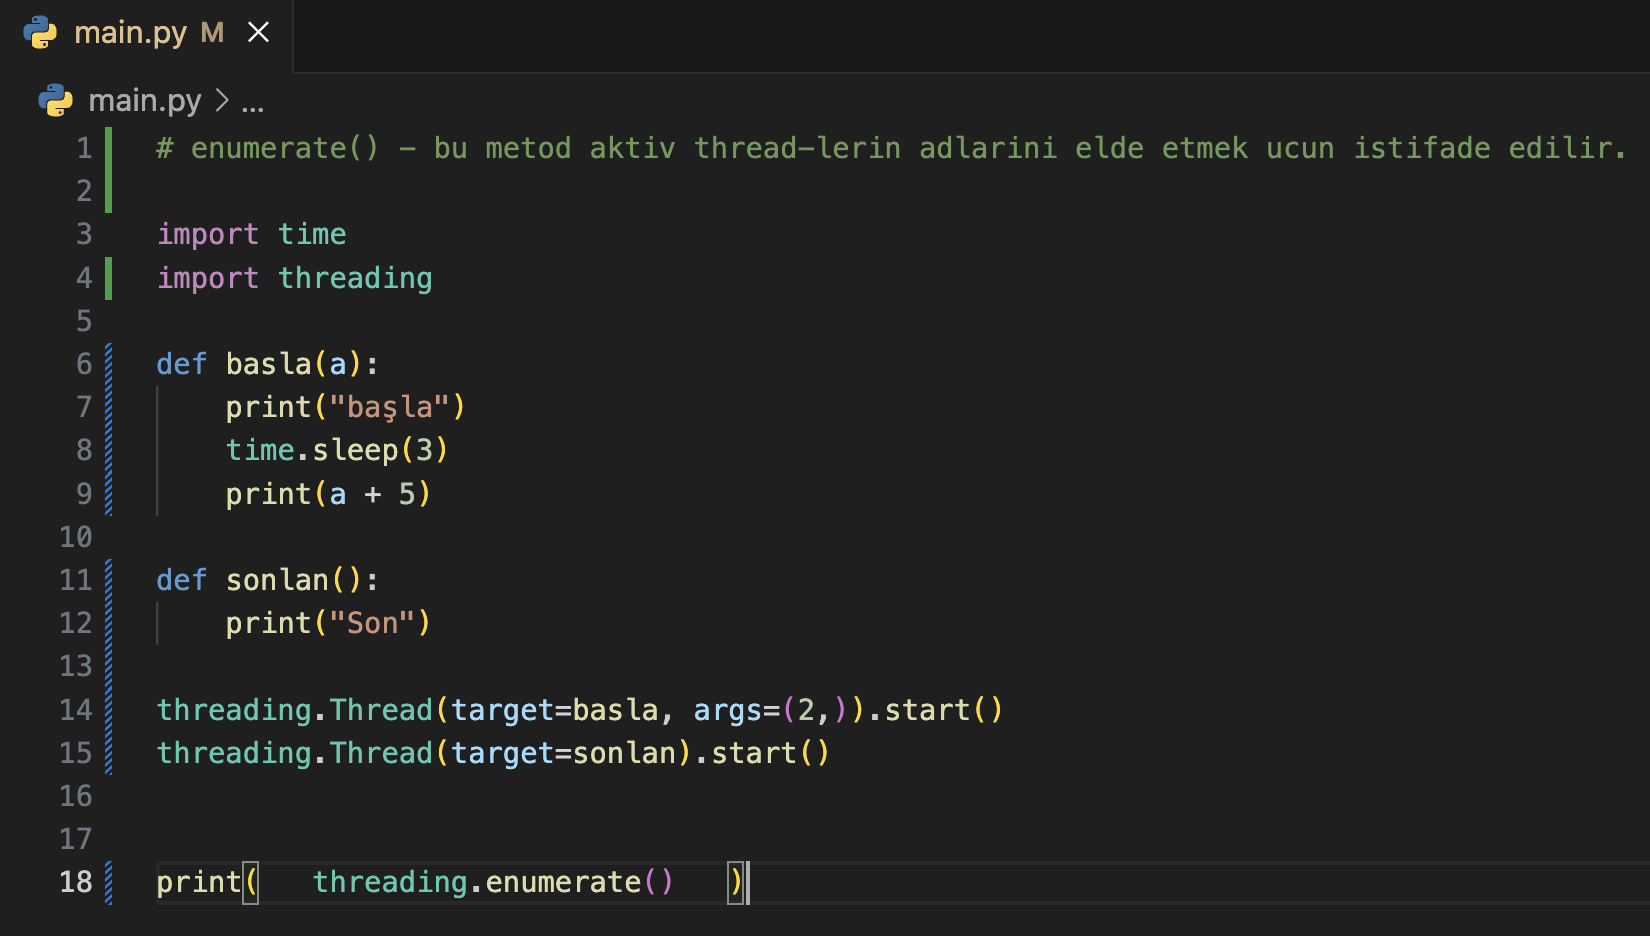 main.py M
main.py > ...
1 # enumerate() - bu metod aktiv thread-lerin adlarini elde etmek ucun istifade edilir.
2
3 import time
4 import threading
5
6 def basla(a):
7     print("başla")
8     time.sleep(3)
9     print(a + 5)
10
11 def sonlan():
12     print("Son")
13
14 threading.Thread(target=basla, args=(2,)).start()
15 threading.Thread(target=sonlan).start()
16
17
18 print(   threading.enumerate()   )